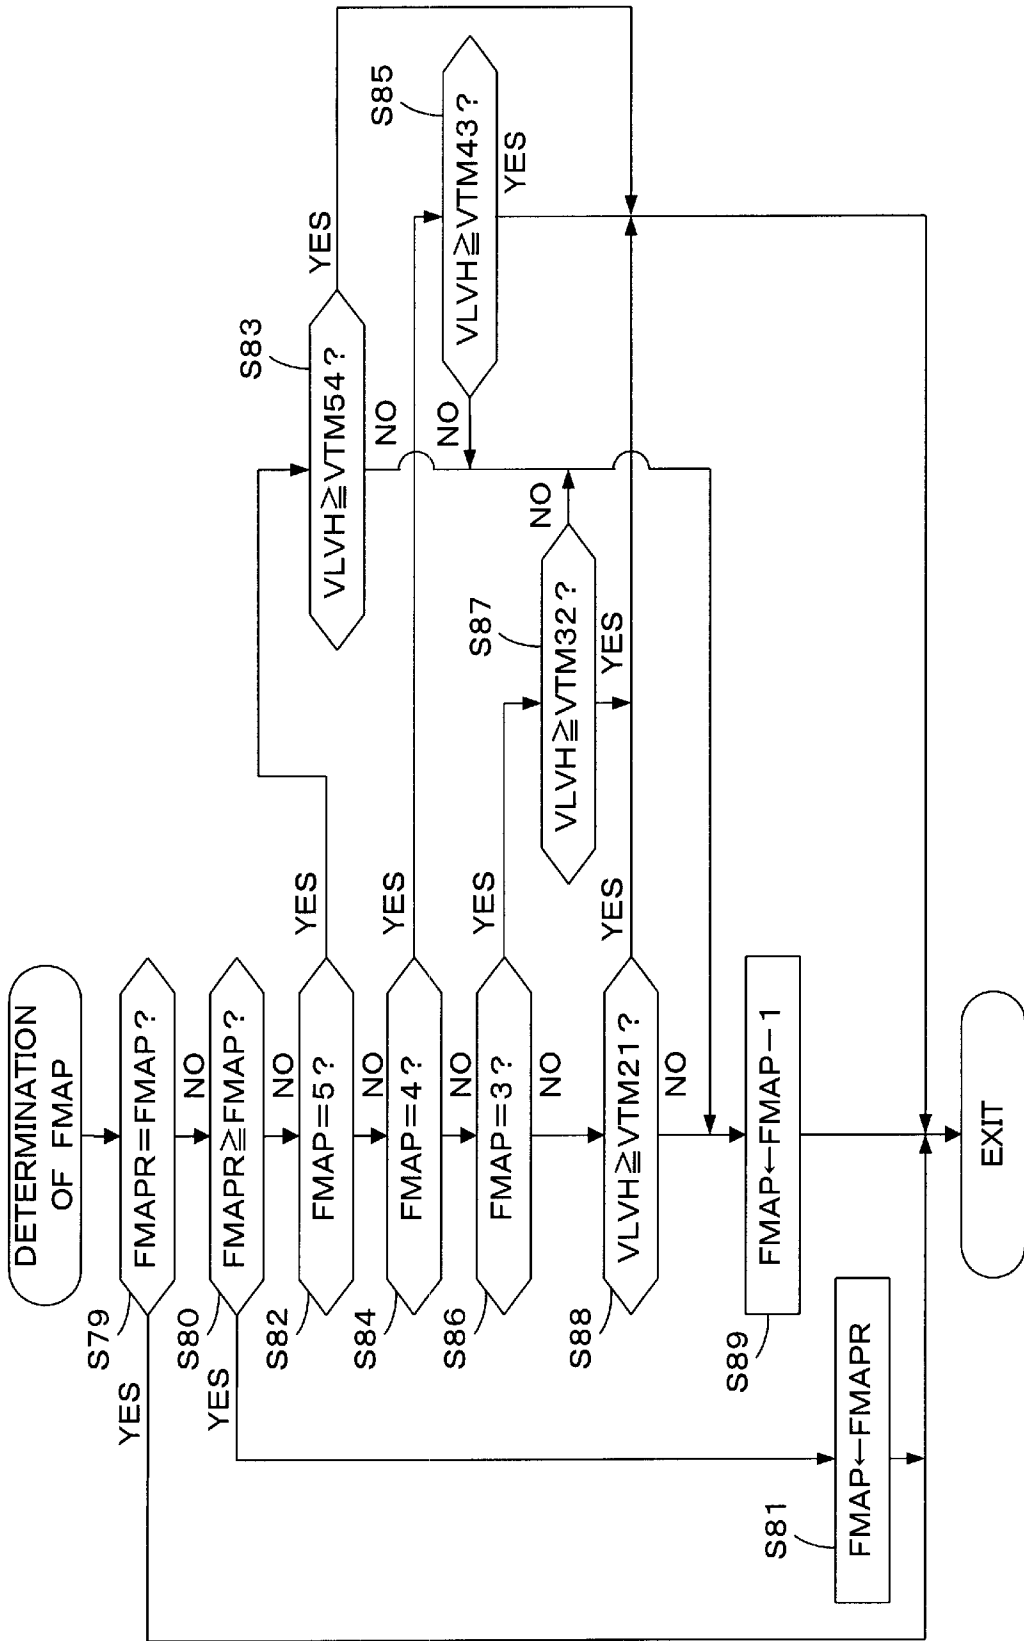 DETERMINATION
OF FMAP
S79
FMAPR=FMAP?
YES
NO
S80
FMAPR≧FMAP?
YES
NO
S82
FMAP=5?
YES
NO
S83
VLVH≧VTM54?
YES
NO
S84
FMAP=4?
YES
NO
S85
VLVH≧VTM43?
YES
NO
S86
FMAP=3?
YES
NO
S87
VLVH≧VTM32?
YES
NO
S88
VLVH≧VTM21?
YES
NO
S89
FMAP←FMAP-1
S81
FMAP←FMAPR
EXIT